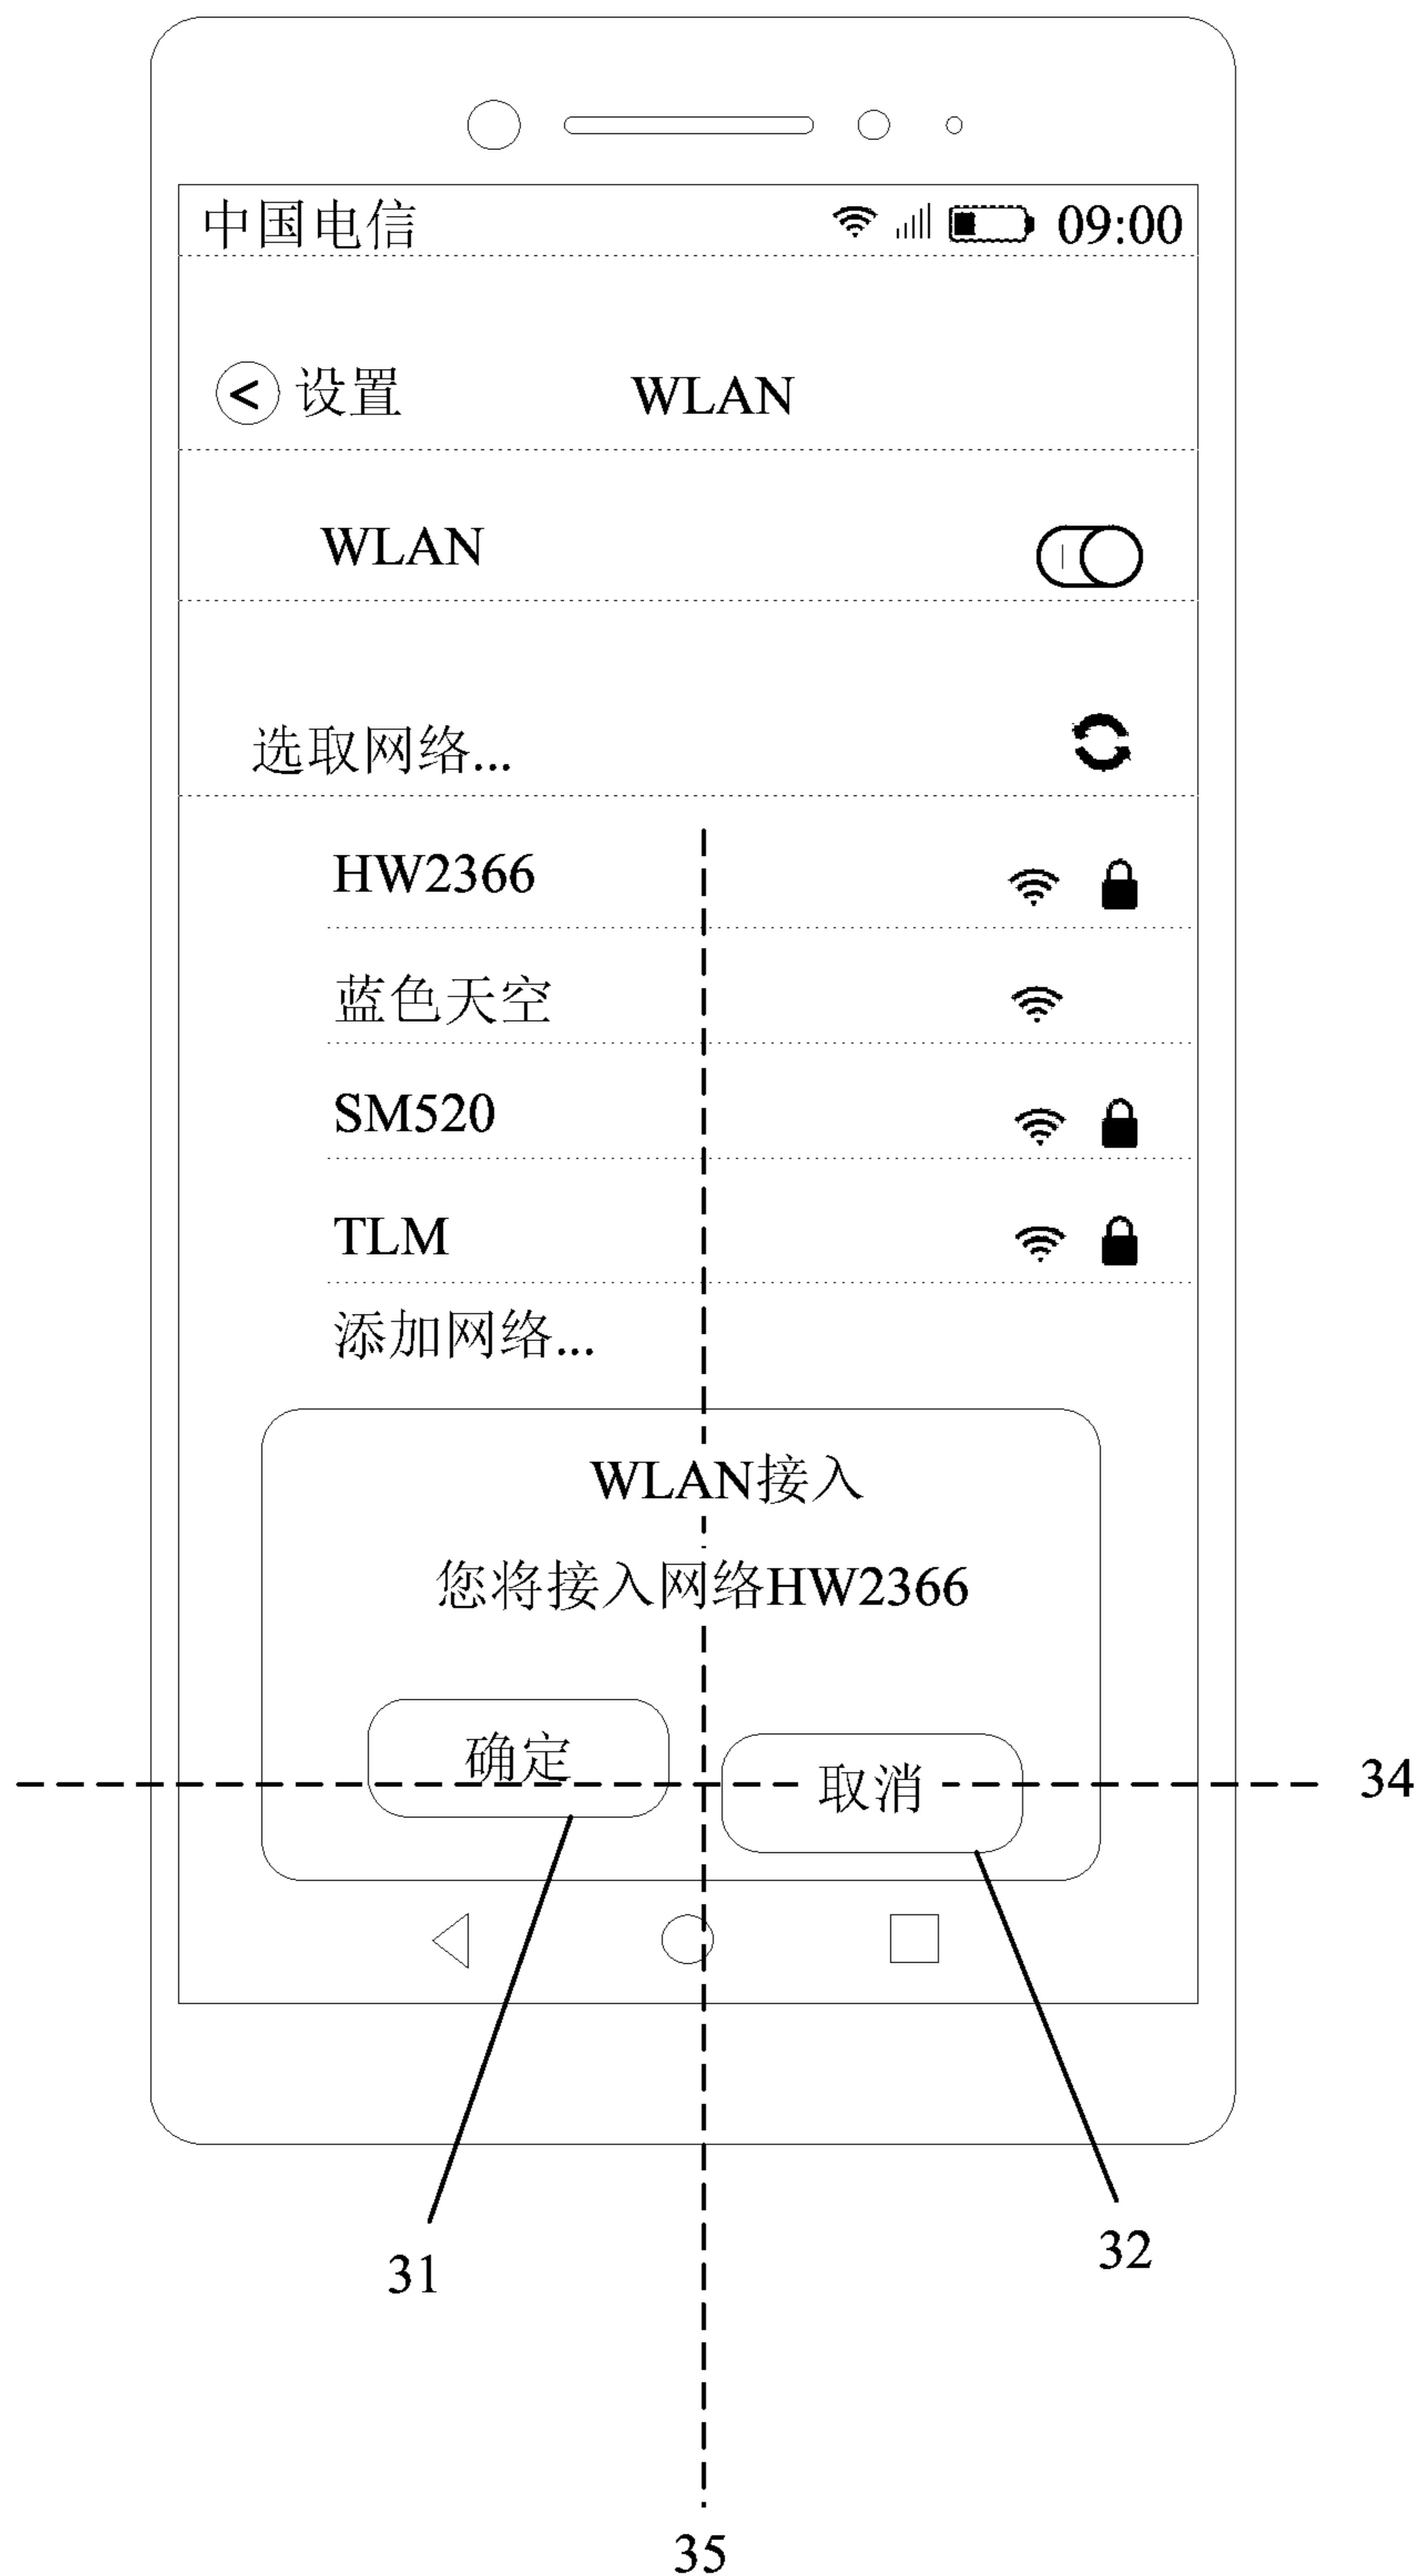 中国电信 09:00
< 设置 WLAN
WLAN
选取网络...
HW2366
蓝色天空
SM520
TLM
添加网络...
WLAN接入
您将接入网络HW2366
确定 取消
34
31 32
35